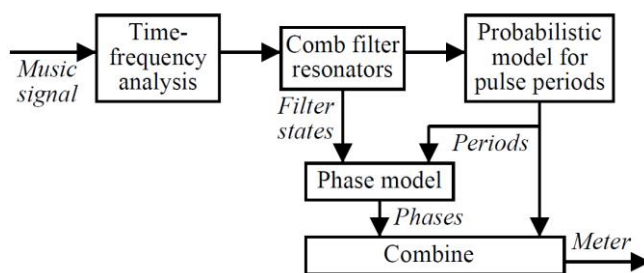 Music
signal
Time-
frequency
analysis
Comb filter
resonators
Probabilistic
model for
pulse periods
Filter
states
Periods
Phase model
Phases
Combine
Meter